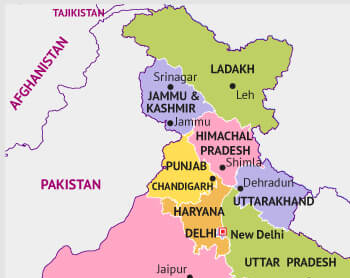 TAJIKISTAN
AFGHANISTAN
LADAKH
Srinagar
Leh
JAMMU &
KASHMIR
Jammu
HIMACHAL
PRADESH
PUNJAB
Shimla
PAKISTAN
CHANDIGARH
Dehradun
UTTARAKHAND
HARYANA
DELHI
New Delhi
UTTAR PRADESH
Jaipur